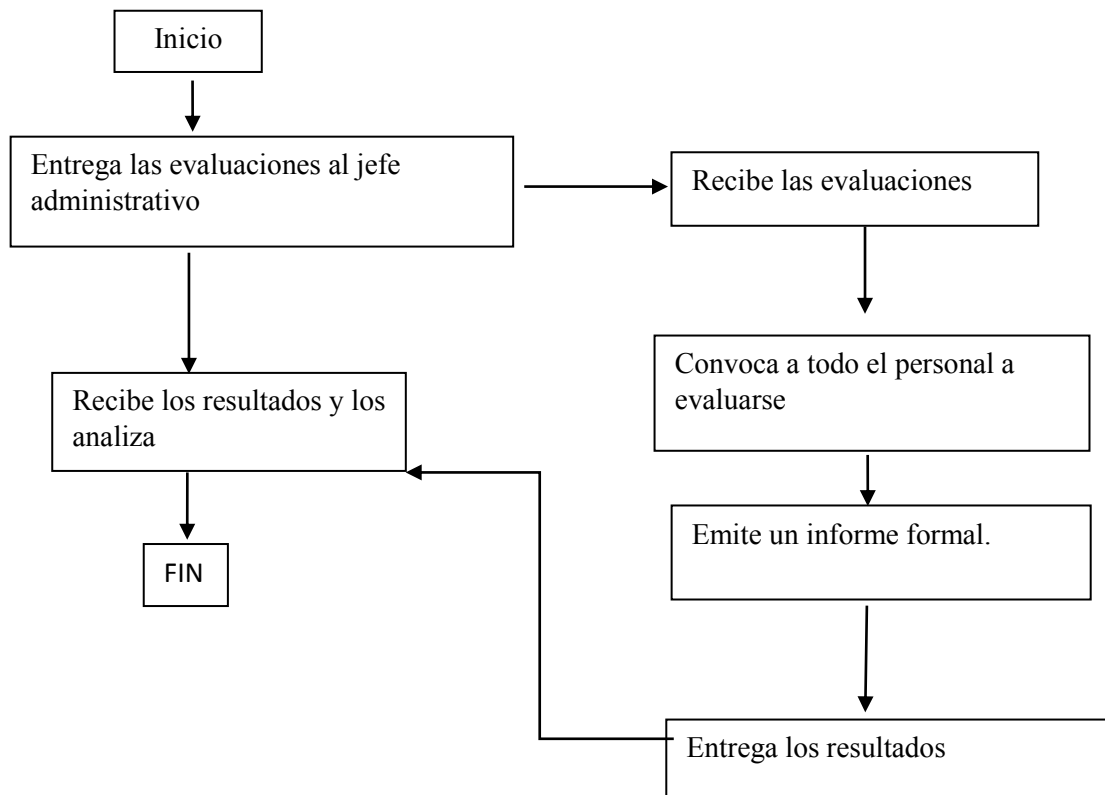 Inicio
Entrega las evaluaciones al jefe
administrativo
Recibe las evaluaciones
Convoca a todo el personal a
evaluarse
Recibe los resultados y los
analiza
Emite un informe formal.
FIN
Entrega los resultados